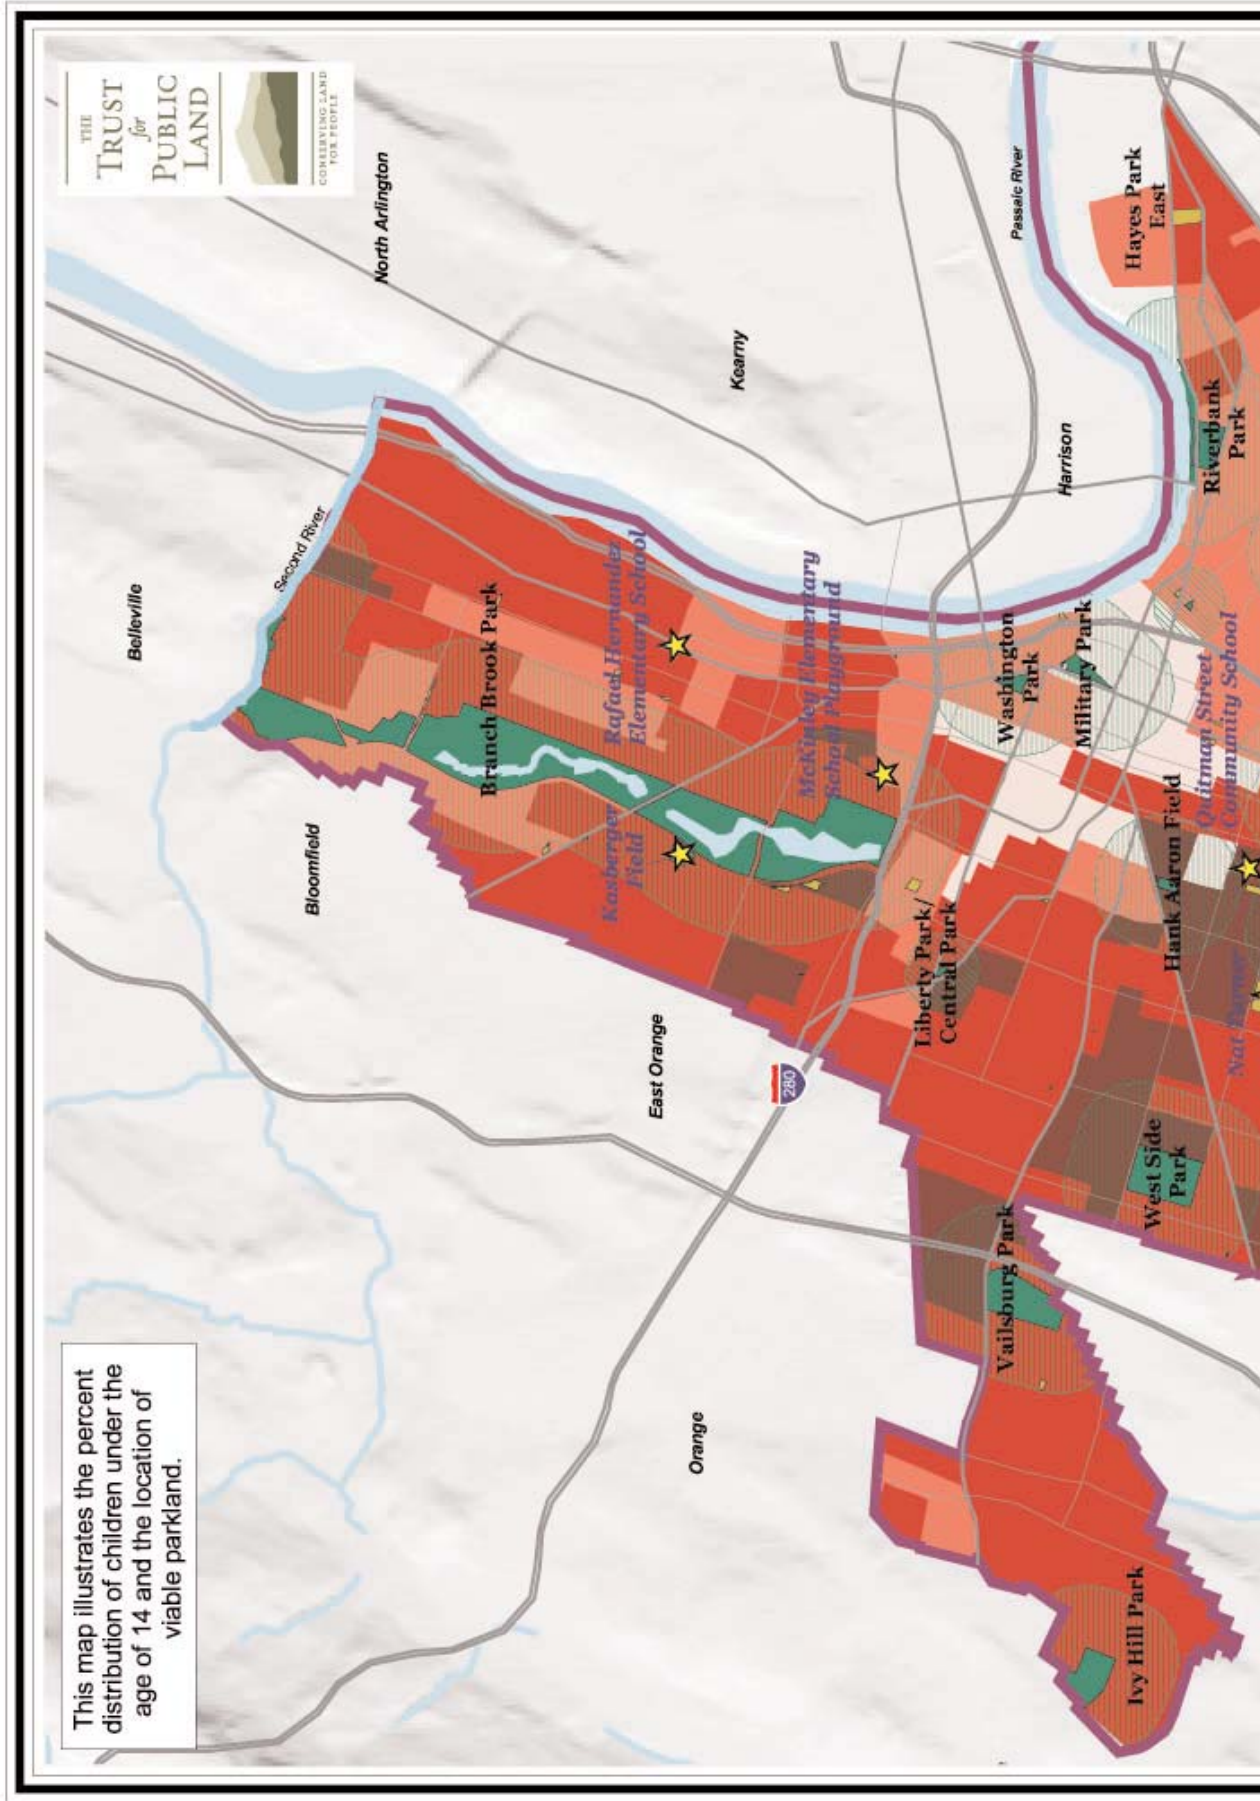 This map illustrates the percent
distribution of children under the
age of 14 and the location of
viable parkland.
THE
TRUST
for
PUBLIC
LAND
CONSERVING LAND
FOR PEOPLE
Belleville
Second River
North Arlington
Bloomfield
Branch Brook Park
Rafael Hernandez
Elementary School
Kasberger
Field
Kearny
East Orange
Orange
280
McKinley Elementary
School Playground
Passaic River
Harrison
Hayes Park
East
Riverbank
Park
Washington
Park
Military Park
Liberty Park/
Central Park
Vailsburg Park
Ivy Hill Park
West Side
Park
Hank Aaron Field
Quitman Street
Community School
Nat Turner